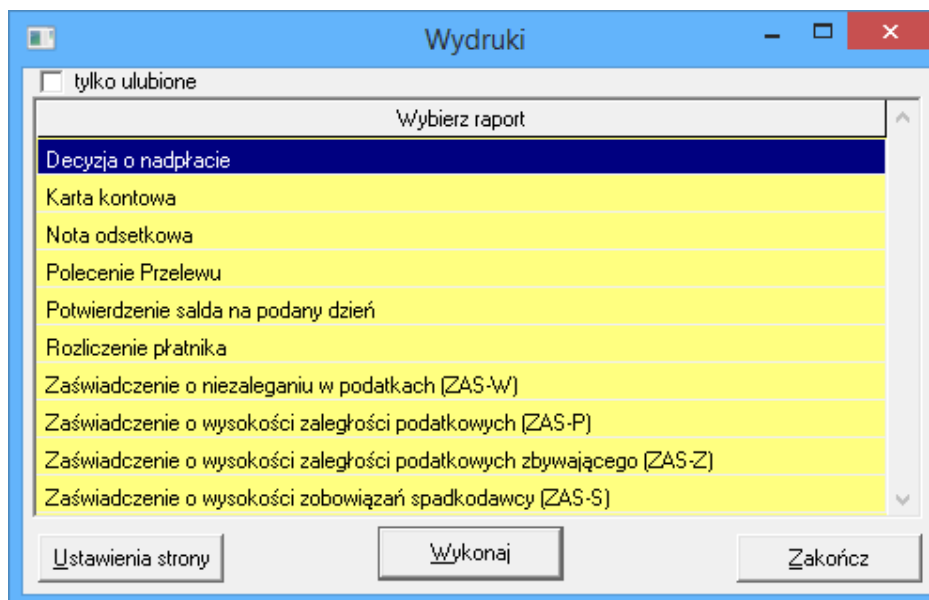 Wydruki
tylko ulubione
Wybierz raport
Decyzja o nadpłacie
Karta kontowa
Nota odsetkowa
Polecenie Przelewu
Potwierdzenie salda na podany dzień
Rozliczenie płatnika
Zaświadczenie o niezaleganiu w podatkach (ZAS-W)
Zaświadczenie o wysokości zaległości podatkowych (ZAS-P)
Zaświadczenie o wysokości zaległości podatkowych zbywającego (ZAS-Z)
Zaświadczenie o wysokości zobowiązań spadkodawcy (ZAS-S)
Ustawienia strony Wykonaj Zakończ